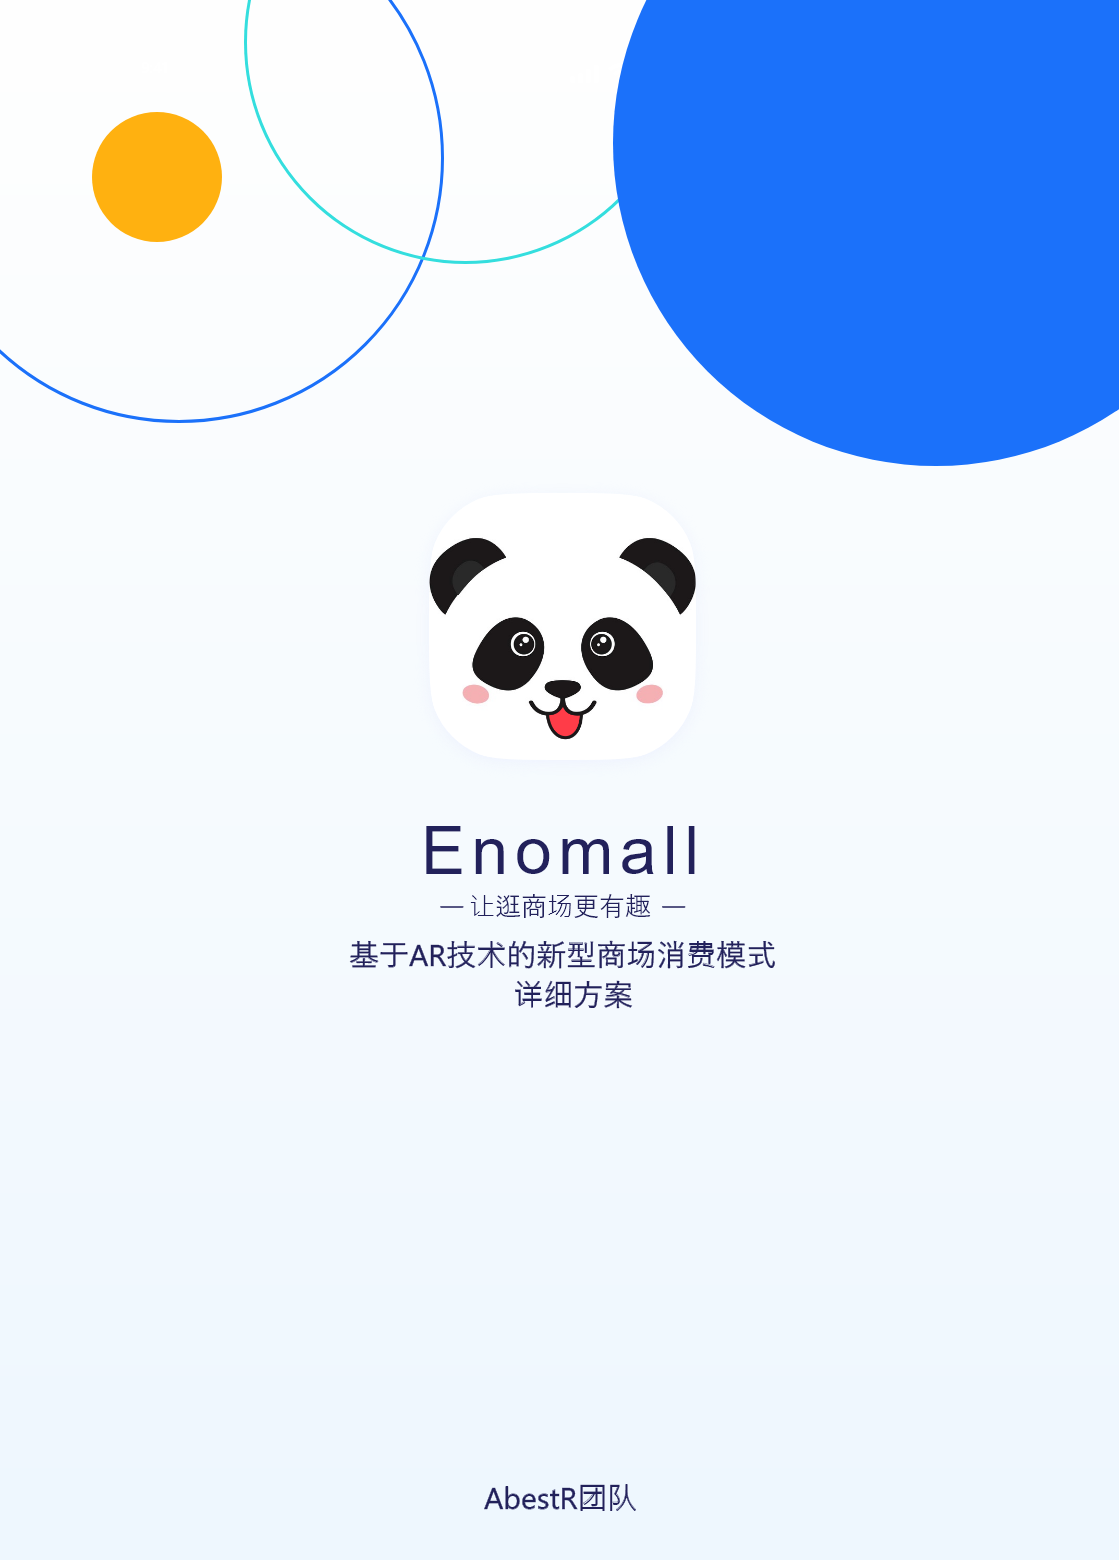 Enomall
— 让逛商场更有趣 —
基于AR技术的新型商场消费模式
详细方案
AbestR团队